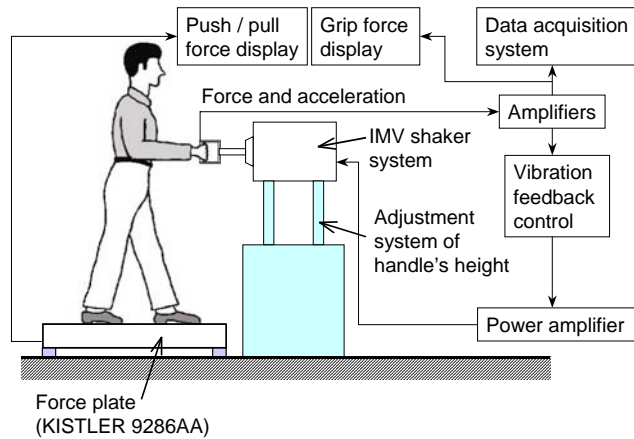 Push / pull
force display
Grip force
display
Data acquisition
system
Force and acceleration
Amplifiers
IMV shaker
system
Vibration
feedback
control
Adjustment
system of
handle's height
Power amplifier
Force plate
(KISTLER 9286AA)